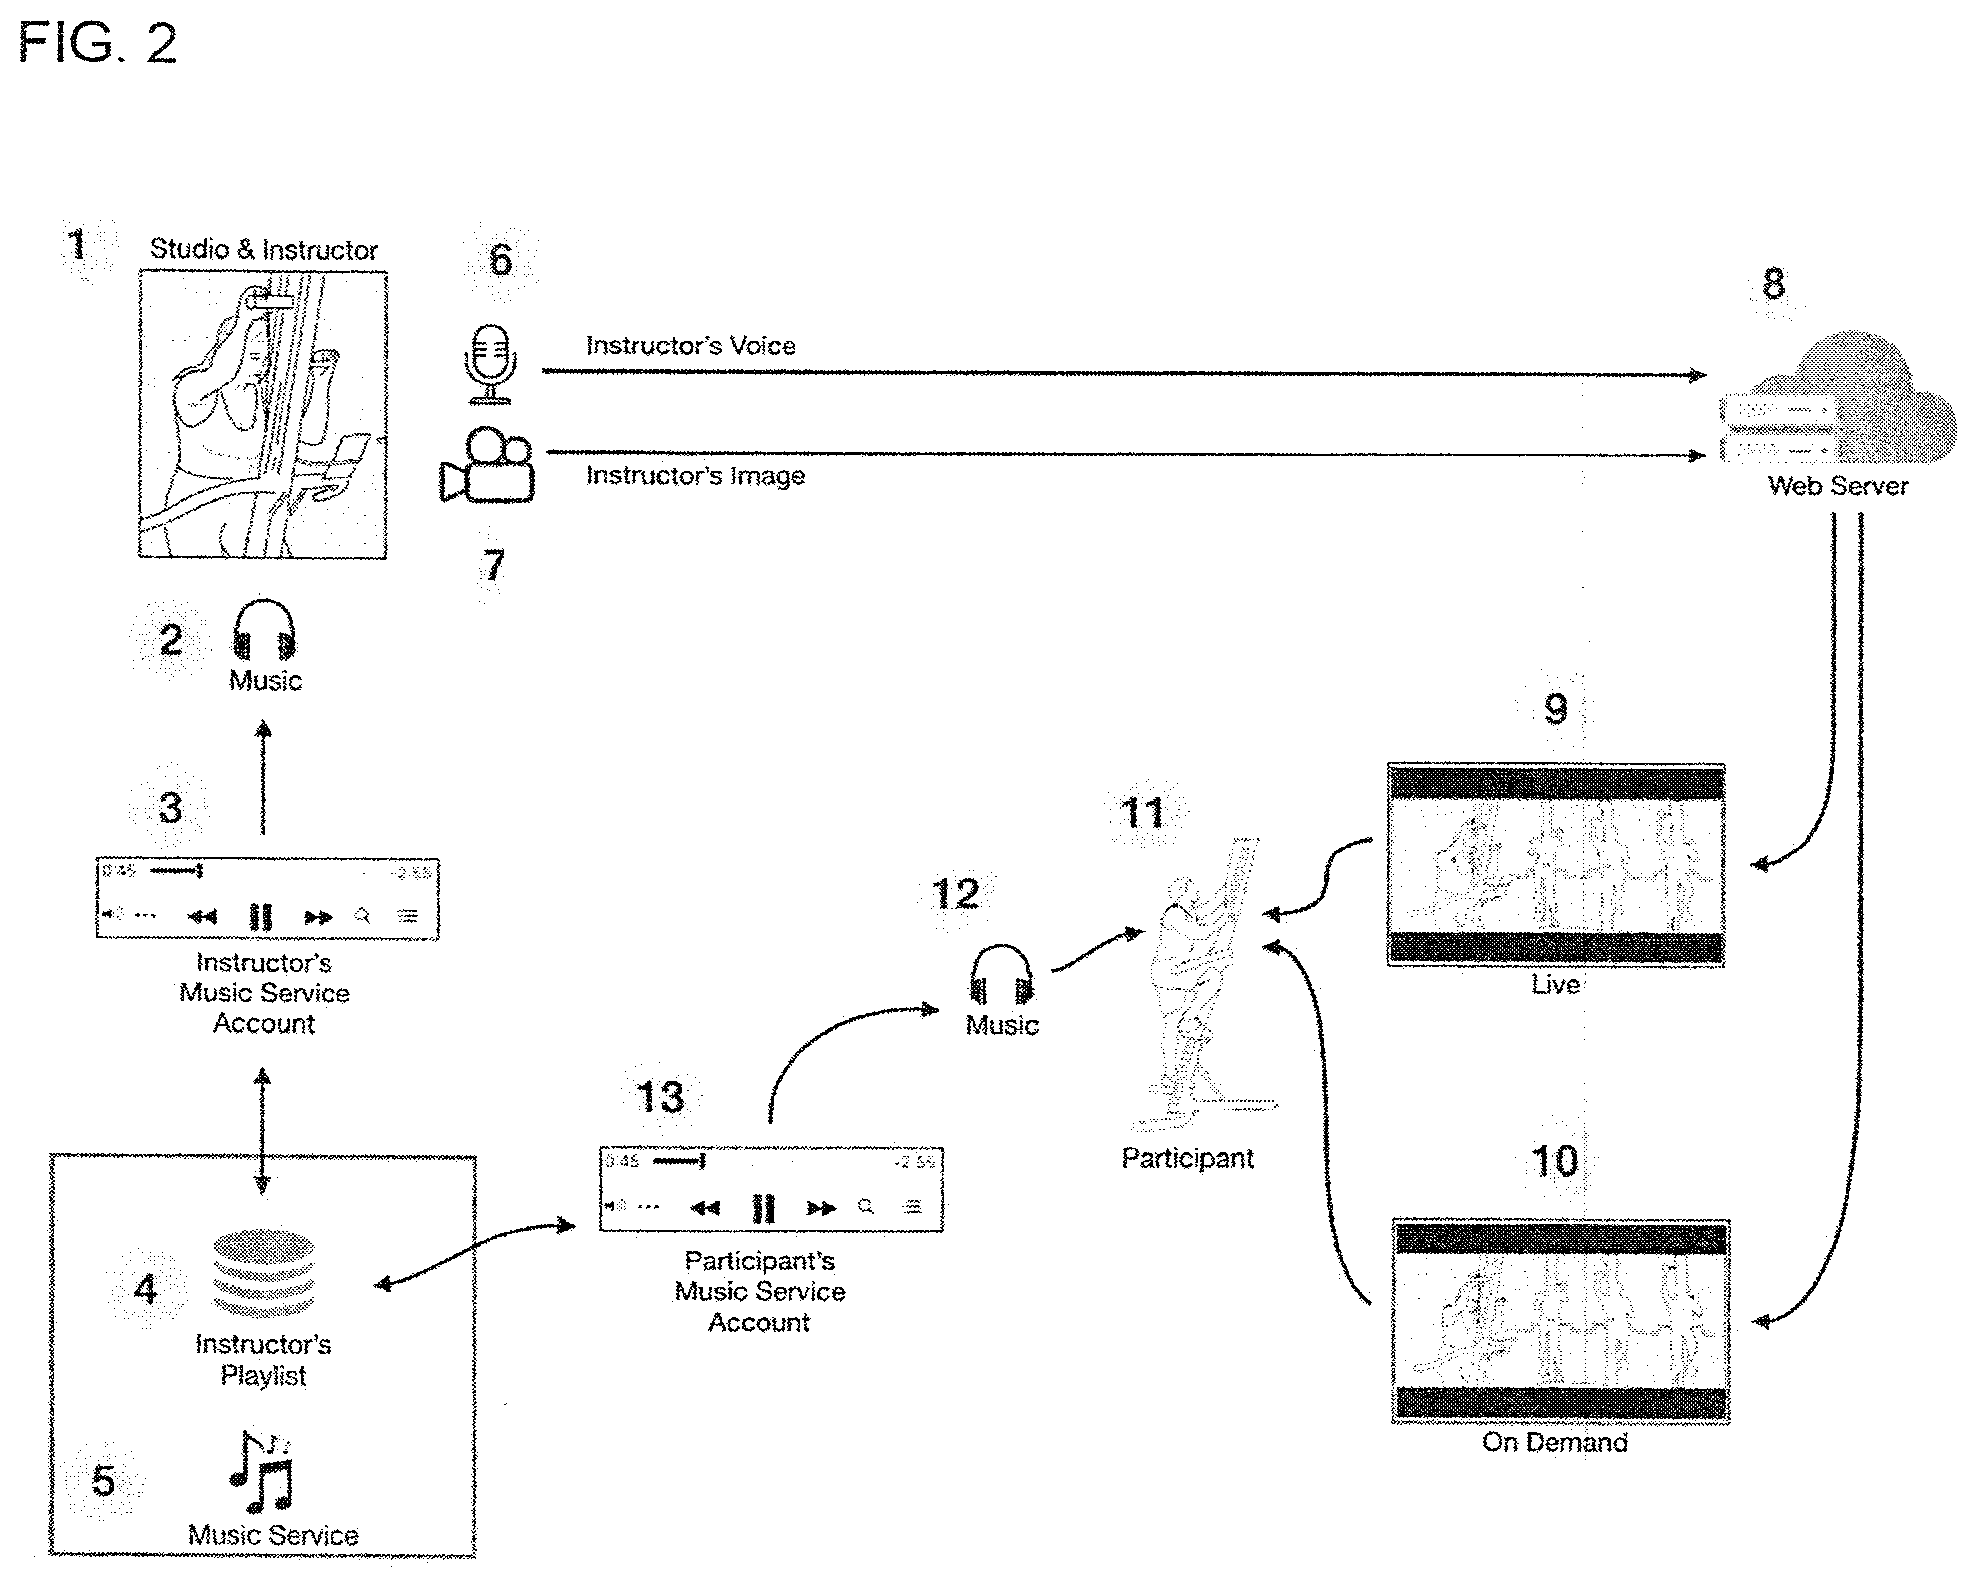 FIG. 2
1
Studio & Instructor
6
Instructor's Voice
8
Instructor's Image
Web Server
7
2
Music
9
3
11
0:45
-2:55
12
Instructor's
Music Service
Account
Live
Music
13
10
0:45
-2:55
Participant
4
Participant's
Music Service
Account
Instructor's
Playlist
On Demand
5
Music Service